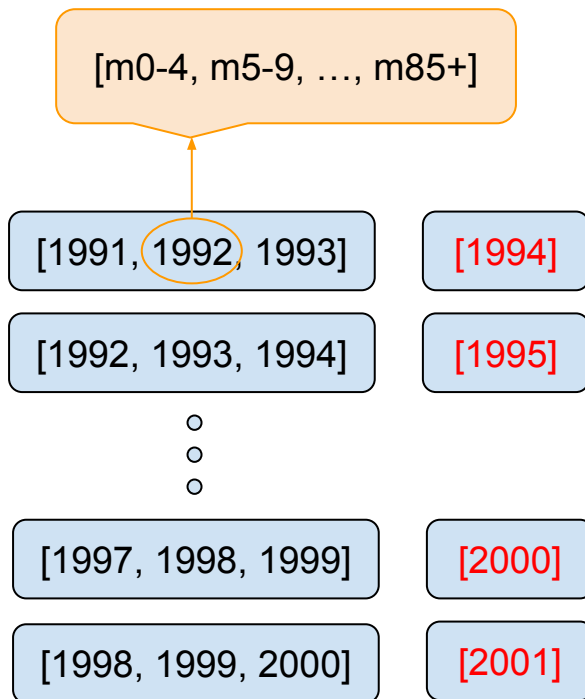 [m0-4, m5-9, …, m85+]
[1991, 1992, 1993] [1994]
[1992, 1993, 1994] [1995]
[1997, 1998, 1999] [2000]
[1998, 1999, 2000] [2001]